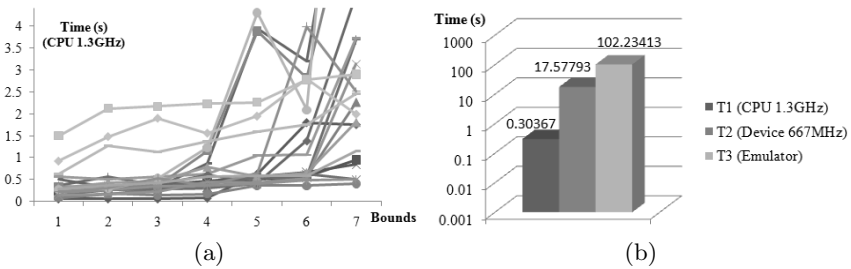 Time (s)
(CPU 1.3GHz)
4
3.5
3
2.5
2
1.5
1
0.5
0
1 2 3 4 5 6 7
Bounds
(a)
Time (s)
1000
100
10
1
0.1
0.01
0.001
0.30367
17.57793
102.23413
T1 (CPU 1.3GHz)
T2 (Device 667MHz)
T3 (Emulator)
(b)